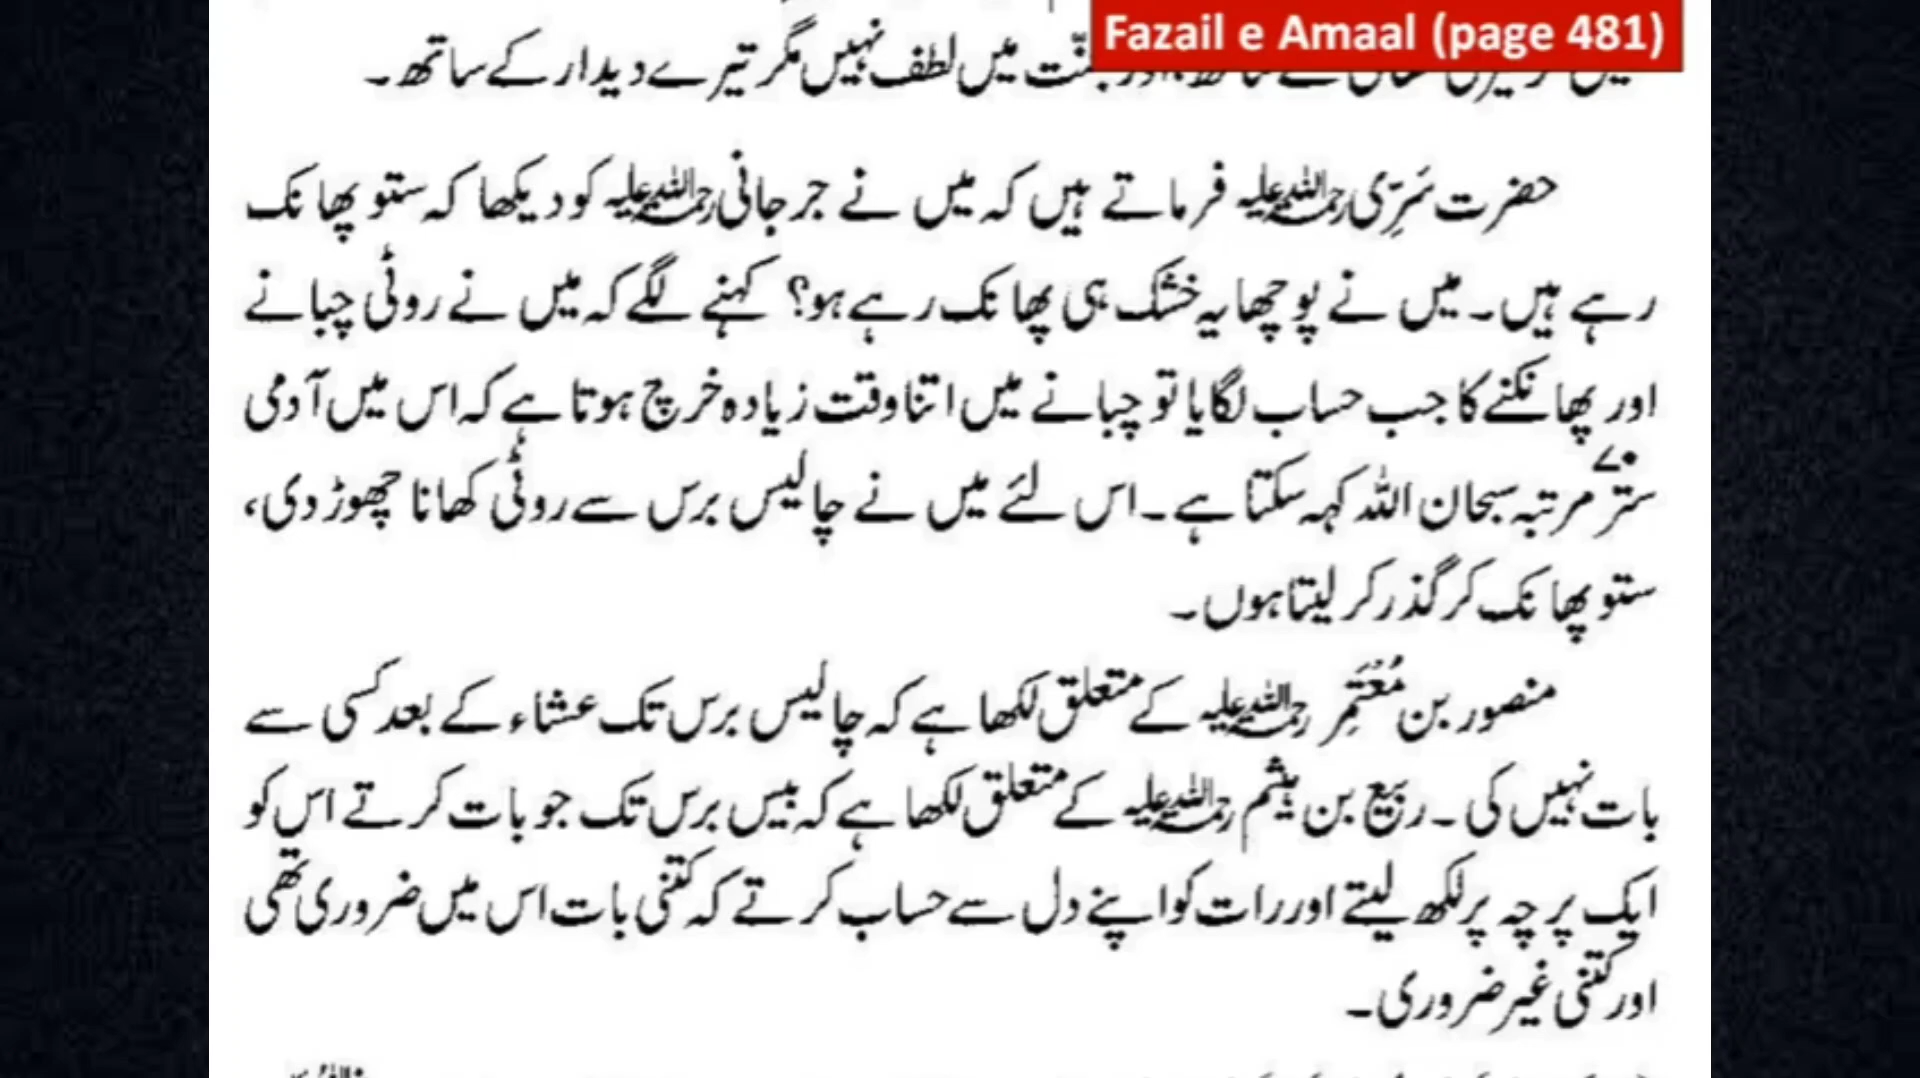 Fazail e Amaal (page 481)
میں لطف نہیں مگر تیرے دیدار کے ساتھ۔
حضرت سَرِّی رحمۃ اللہ علیہ فرماتے ہیں کہ میں نے جرجانی رحمۃ اللہ علیہ کو دیکھا کہ ستو پھانک
رہے ہیں۔ میں نے پوچھا یہ خشک ہی پھانک رہے ہو؟ کہنے لگے کہ میں نے روٹی چبانے
اور پھانکنے کا جب حساب لگایا تو چبانے میں اتنا وقت زیادہ خرچ ہوتا ہے کہ اس میں آدمی
ستّر ۷۰ مرتبہ سبحان اللہ کہہ سکتا ہے۔ اس لئے میں نے چالیس برس سے روٹی کھانا چھوڑ دی،
ستو پھانک کر گذر کر لیتا ہوں۔
منصور بن مُعْتَمِر رحمۃ اللہ علیہ کے متعلق لکھا ہے کہ چالیس برس تک عشاء کے بعد کسی سے
بات نہیں کی۔ ربیع بن ہیثم رحمۃ اللہ علیہ کے متعلق لکھا ہے کہ بیس برس تک جو بات کرتے اس کو
ایک پرچہ پر لکھ لیتے اور رات کو اپنے دل سے حساب کرتے کہ کتنی بات اس میں ضروری تھی
اور کتنی غیر ضروری۔